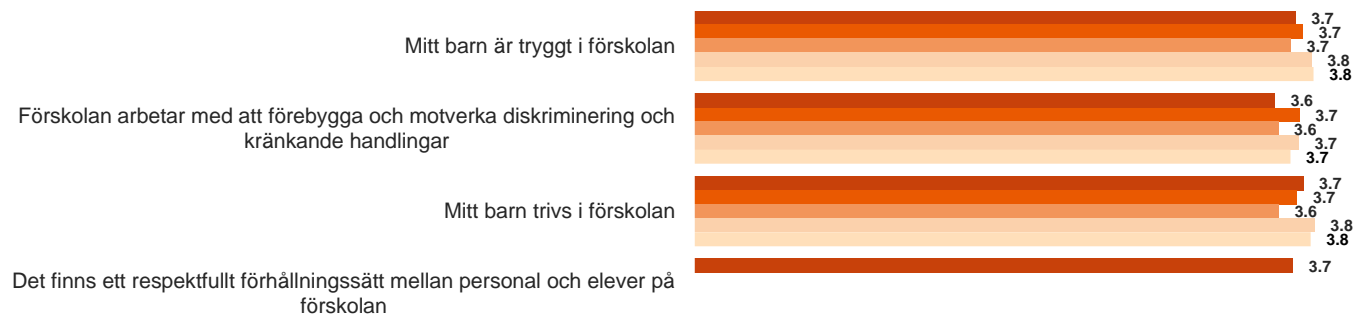 Mitt barn är tryggt i förskolan
3.7
3.7
3.7
3.8
3.8
Förskolan arbetar med att förebygga och motverka diskriminering och
kränkande handlingar
3.6
3.7
3.6
3.7
3.7
Mitt barn trivs i förskolan
3.7
3.7
3.6
3.8
3.8
Det finns ett respektfullt förhållningssätt mellan personal och elever på
förskolan
3.7